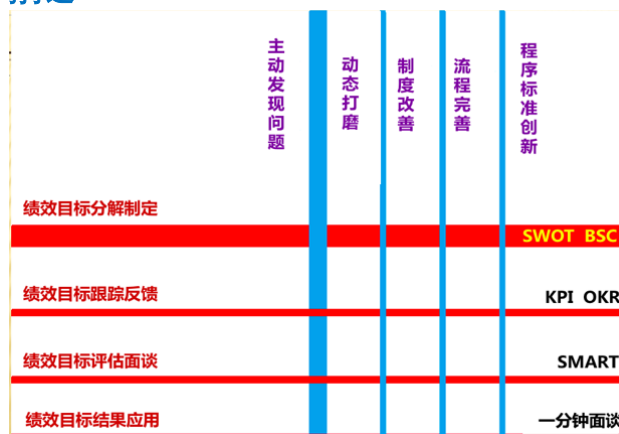 主动发现问题
动态打磨
制度改善
流程完善
程序标准创新
绩效目标分解制定
SWOT BSC
绩效目标跟踪反馈
KPI OKR
绩效目标评估面谈
SMART
绩效目标结果应用
一分钟面谈